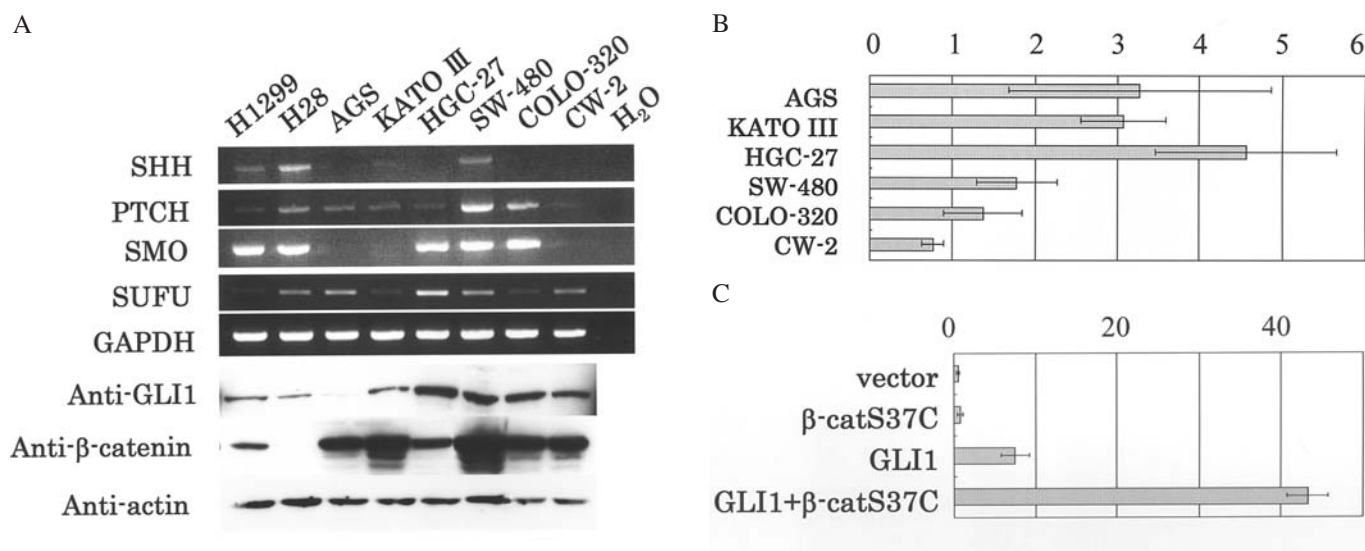 A
H1299
H28
AGS
KATO III
HGC-27
SW-480
COLO-320
CW-2
H₂O
SHH
PTCH
SMO
SUFU
GAPDH
Anti-GLI1
Anti-β-catenin
Anti-actin
B
0 1 2 3 4 5 6
AGS
KATO III
HGC-27
SW-480
COLO-320
CW-2
C
0 20 40
vector
β-catS37C
GLI1
GLI1+β-catS37C